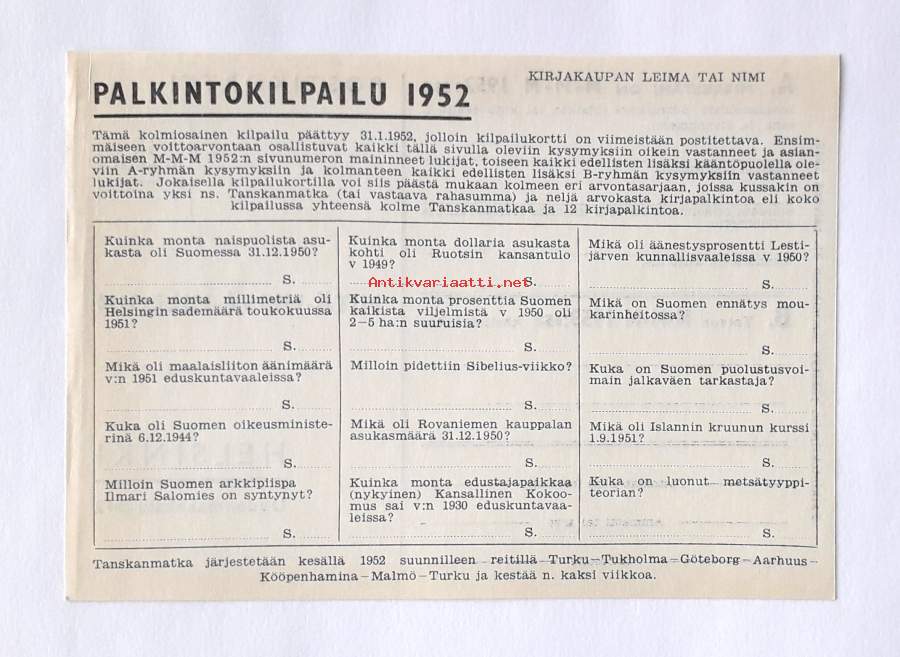 KIRJAKAUPAN LEIMA TAI NIMI
PALKINTOKILPAILU 1952
Tämä kolmiosainen kilpailu päättyy 31.1.1952, jolloin kilpailukortti on viimeistään postitettava. Ensim-
mäiseen voittoarvontaan osallistuvat kaikki tällä sivulla oleviin kysymyksiin oikein vastanneet ja asian-
omaisen M-M-M 1952:n sivunumeron maininneet lukijat, toiseen kaikki edellisten lisäksi kääntöpuolella ole-
viin A-ryhmän kysymyksiin ja kolmanteen kaikki edellisten lisäksi B-ryhmän kysymyksiin vastanneet
lukijat. Jokaisella kilpailukortilla voi siis päästä mukaan kolmeen eri arvontasarjaan, joissa kussakin on
voittoina yksi ns. Tanskanmatka (tai vastaava rahasumma) ja neljä arvokasta kirjapalkintoa eli koko
kilpailussa yhteensä kolme Tanskanmatkaa ja 12 kirjapalkintoa.
Kuinka monta naispuolista asu-
kasta oli Suomessa 31.12.1950?
S.
Kuinka monta millimetriä oli
Helsingin sademäärä toukokuussa
1951?
S.
Mikä oli maalaisliiton äänimäärä
v:n 1951 eduskuntavaaleissa?
S.
Kuka oli Suomen oikeusministe-
rinä 6.12.1944?
S.
Milloin Suomen arkkipiispa
Ilmari Salomies on syntynyt?
S.
Kuinka monta dollaria asukasta
kohti oli Ruotsin kansantulo
v 1949?
Antikvariaatti.net
S.
Kuinka monta prosenttia Suomen
kaikista viljelmistä v 1950 oli
2–5 ha:n suuruisia?
S.
Milloin pidettiin Sibelius-viikko?
S.
Mikä oli Rovaniemen kauppalan
asukasmäärä 31.12.1950?
S.
Kuinka monta edustajapaikkaa
(nykyinen) Kansallinen Kokoo-
mus sai v:n 1930 eduskuntavaa-
leissa?
S.
Mikä oli äänestysprosentti Lesti-
järven kunnallisvaaleissa v 1950?
S.
Mikä on Suomen ennätys mou-
karinheitossa?
S.
Kuka on Suomen puolustusvoi-
main jalkaväen tarkastaja?
S.
Mikä oli Islannin kruunun kurssi
1.9.1951?
S.
Kuka on luonut metsätyyppi-
teorian?
S.
Tanskanmatka järjestetään kesällä 1952 suunnilleen reitillä Turku–Tukholma–Göteborg–Aarhuus–
Kööpenhamina–Malmö–Turku ja kestää n. kaksi viikkoa.